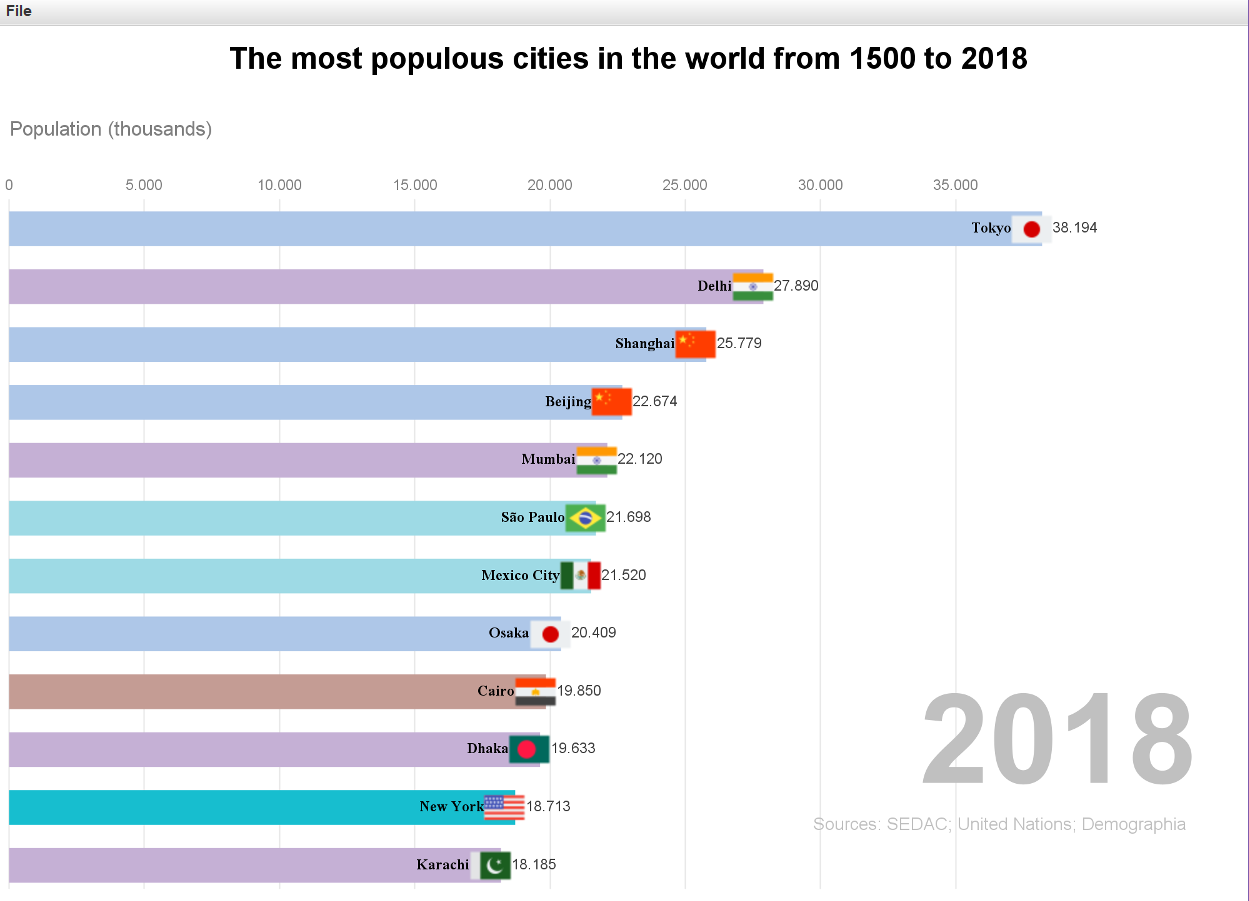 File
The most populous cities in the world from 1500 to 2018
Population (thousands)
0 5.000 10.000 15.000 20.000 25.000 30.000 35.000
Tokyo 38.194
Delhi 27.890
Shanghai 25.779
Beijing 22.674
Mumbai 22.120
São Paulo 21.698
Mexico City 21.520
Osaka 20.409
Cairo 19.850
Dhaka 19.633
2018
New York 18.713
Sources: SEDAC; United Nations; Demographia
Karachi 18.185